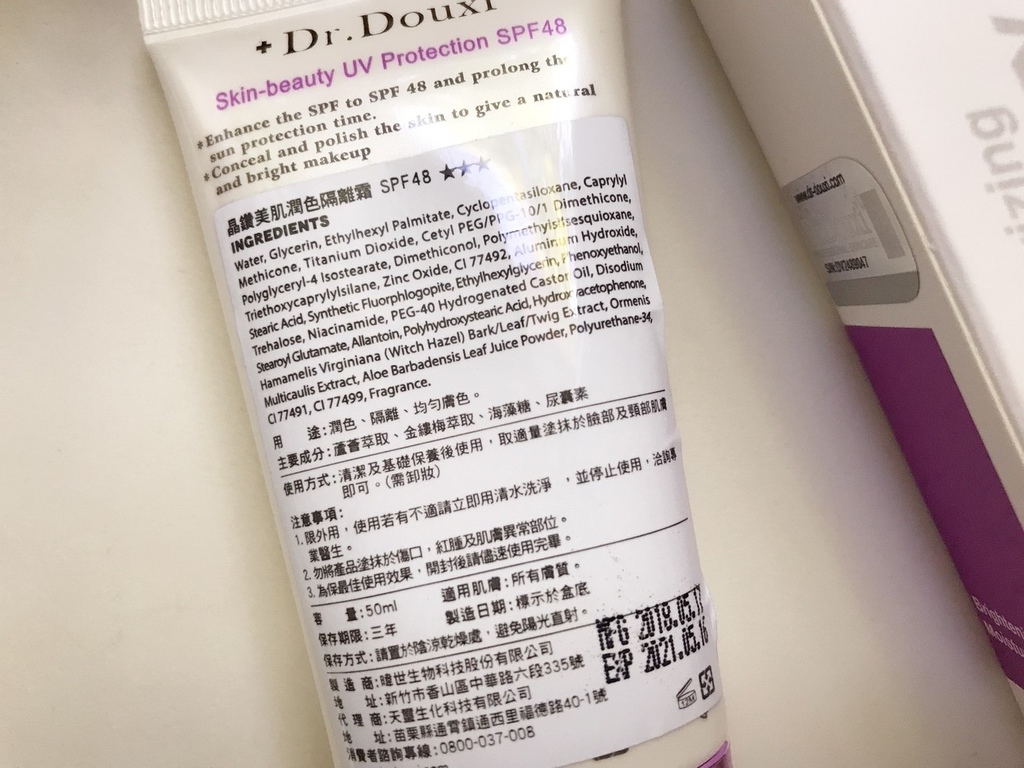 Dr.Douxi
Skin-beauty UV Protection SPF48
*Enhance the SPF to SPF 48 and prolong the
sun protection time.
*Conceal and polish the skin to give a natural
and bright makeup
晶鑽美肌潤色隔離霜 SPF48 ★★★
INGREDIENTS
Water, Glycerin, Ethylhexyl Palmitate, Cyclopentasiloxane, Caprylyl
Methicone, Titanium Dioxide, Cetyl PEG/PPG-10/1 Dimethicone,
Polyglyceryl-4 Isostearate, Dimethiconol, Polymethylsilsesquioxane,
Triethoxycaprylylsilane, Zinc Oxide, CI 77492, Aluminum Hydroxide,
Stearic Acid, Synthetic Fluorphlogopite, Ethylhexylglycerin, Phenoxyethanol,
Trehalose, Niacinamide, PEG-40 Hydrogenated Castor Oil, Disodium
Stearoyl Glutamate, Allantoin, Polyhydroxystearic Acid, Hydroxyacetophenone,
Hamamelis Virginiana (Witch Hazel) Bark/Leaf/Twig Extract, Ormenis
Multicaulis Extract, Aloe Barbadensis Leaf Juice Powder, Polyurethane-34,
CI 77491, CI 77499, Fragrance.
用 途:潤色、隔離、均勻膚色。
主要成分:蘆薈萃取、金縷梅萃取、海藻糖、尿囊素
使用方式:清潔及基礎保養後使用,取適量塗抹於臉部及頸部肌膚
即可。(需卸妝)
注意事項:
1. 限外用,使用若有不適請立即用清水洗淨 ,並停止使用,洽詢專
業醫生。
2. 勿將產品塗抹於傷口,紅腫及肌膚異常部位。
3. 為保最佳使用效果,開封後請儘速使用完畢。
容 量:50ml 適用肌膚:所有膚質。
保存期限:三年 製造日期:標示於盒底
保存方式:請置於陰涼乾燥處,避免陽光直射。
製 造 商:暐世生物科技股份有限公司
地 址:新竹市香山區中華路六段335號
代 理 商:天璽生化科技有限公司
地 址:苗栗縣通霄鎮通西里福德路40-1號
消費者諮詢專線:0800-037-008
MFG 2018.05.17
EXP 2021.05.16
12M
www.dr-douxi.com
izing
Brighten
Moistu